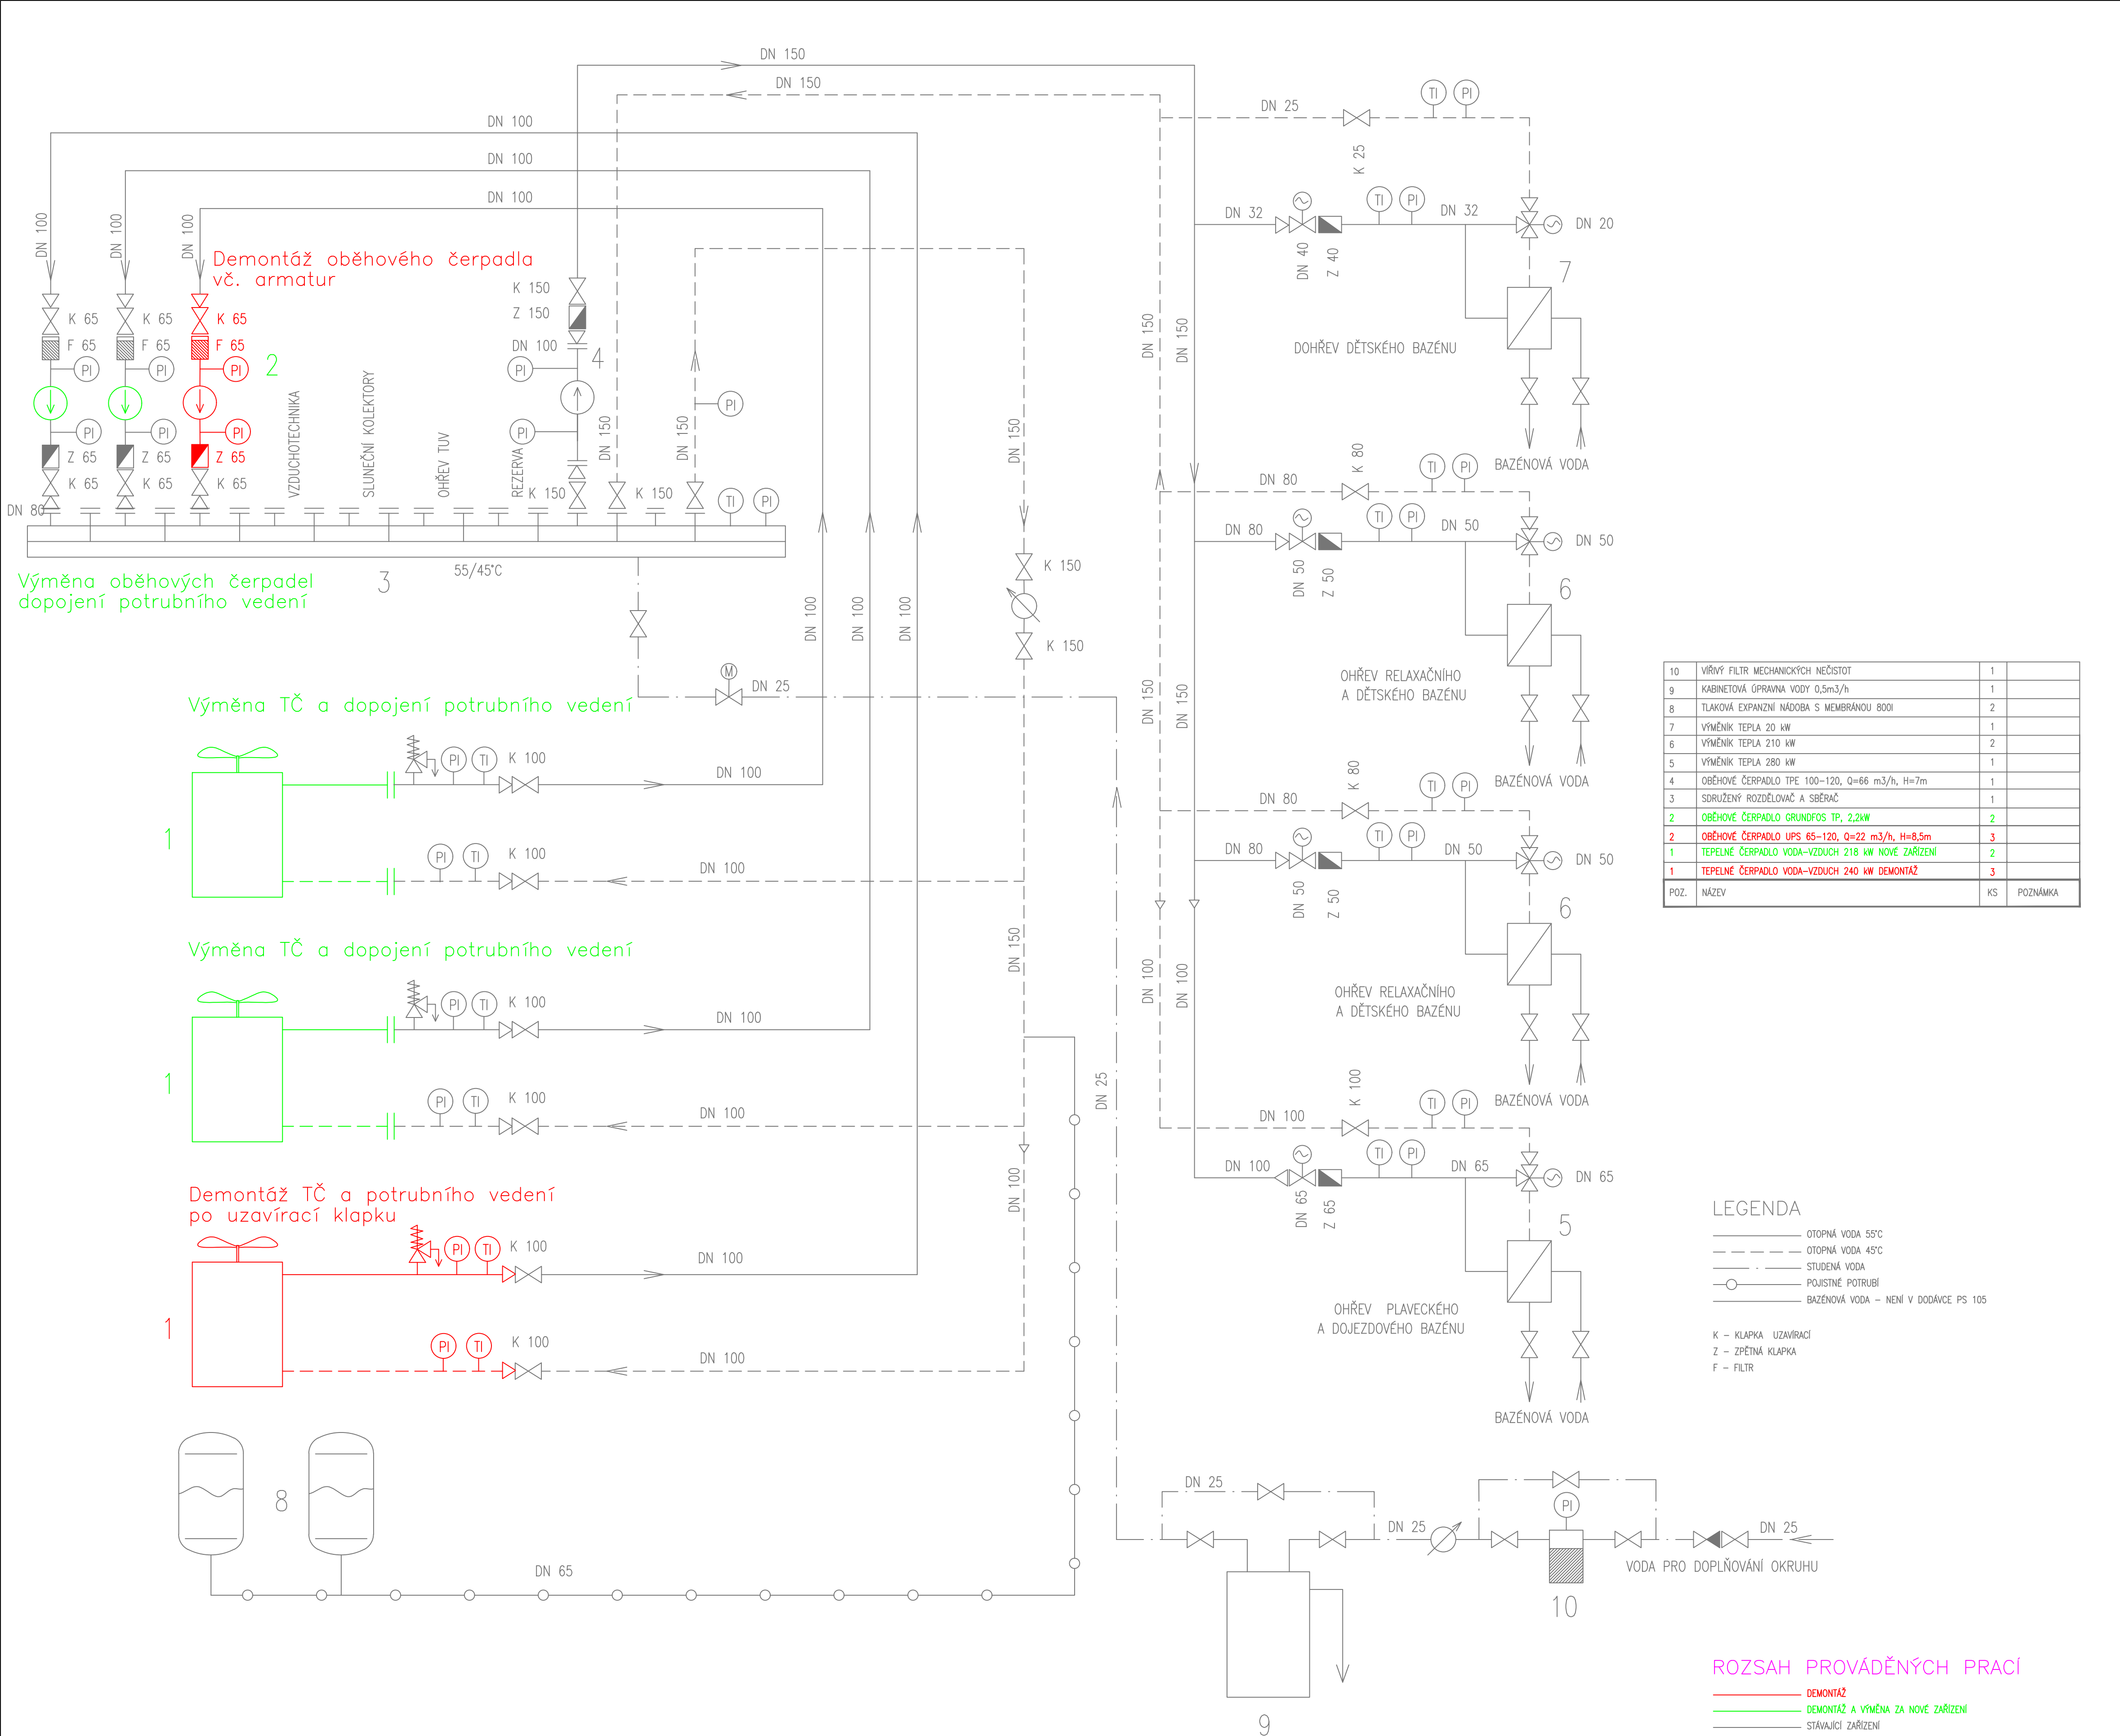 DN 150
DN 150
DN 100
DN 100
DN 100
DN 100
DN 100
DN 100
Demontáž oběhového čerpadla
vč. armatur
K 65
F 65
PI
PI
Z 65
K 65
K 65
F 65
PI
PI
Z 65
K 65
K 65
F 65
PI
PI
Z 65
K 65
2
DN 80
VZDUCHOTECHNIKA
SLUNEČNÍ KOLEKTORY
OHŘEV TUV
REZERVA
K 150
Z 150
DN 100
4
PI
PI
K 150
DN 150
K 150
DN 150
PI
TI
PI
DN 150
Výměna oběhových čerpadel
dopojení potrubního vedení
3
55/45°C
K 150
K 150
DN 100
DN 100
DN 100
M
DN 25
Výměna TČ a dopojení potrubního vedení
1
PI
TI
K 100
DN 100
PI
TI
K 100
DN 100
Výměna TČ a dopojení potrubního vedení
1
PI
TI
K 100
DN 100
PI
TI
K 100
DN 100
DN 150
DN 100
DN 25
Demontáž TČ a potrubního vedení
po uzavírací klapku
1
PI
TI
K 100
DN 100
PI
TI
K 100
DN 100
8
DN 65
DN 25
TI
PI
K 25
DN 32
DN 40
Z 40
TI
PI
DN 32
DN 20
7
DN 150
DN 150
DOHŘEV DĚTSKÉHO BAZÉNU
BAZÉNOVÁ VODA
DN 80
K 80
TI
PI
DN 80
DN 50
Z 50
TI
PI
DN 50
DN 50
6
DN 150
DN 150
OHŘEV RELAXAČNÍHO
A DĚTSKÉHO BAZÉNU
BAZÉNOVÁ VODA
DN 80
K 80
TI
PI
DN 80
DN 50
Z 50
TI
PI
DN 50
DN 50
6
DN 100
DN 100
OHŘEV RELAXAČNÍHO
A DĚTSKÉHO BAZÉNU
BAZÉNOVÁ VODA
DN 100
K 100
TI
PI
DN 100
DN 65
Z 65
TI
PI
DN 65
DN 65
5
OHŘEV PLAVECKÉHO
A DOJEZDOVÉHO BAZÉNU
BAZÉNOVÁ VODA
DN 25
DN 25
PI
DN 25
VODA PRO DOPLŇOVÁNÍ OKRUHU
9
10
10 VÍŘIVÝ FILTR MECHANICKÝCH NEČISTOT 1
9 KABINETOVÁ ÚPRAVNA VODY 0,5m3/h 1
8 TLAKOVÁ EXPANZNÍ NÁDOBA S MEMBRÁNOU 800l 2
7 VÝMĚNÍK TEPLA 20 kW 1
6 VÝMĚNÍK TEPLA 210 kW 2
5 VÝMĚNÍK TEPLA 280 kW 1
4 OBĚHOVÉ ČERPADLO TPE 100-120, Q=66 m3/h, H=7m 1
3 SDRUŽENÝ ROZDĚLOVAČ A SBĚRAČ 1
2 OBĚHOVÉ ČERPADLO GRUNDFOS TP, 2,2kW 2
2 OBĚHOVÉ ČERPADLO UPS 65-120, Q=22 m3/h, H=8,5m 3
1 TEPELNÉ ČERPADLO VODA-VZDUCH 218 kW NOVÉ ZAŘÍZENÍ 2
1 TEPELNÉ ČERPADLO VODA-VZDUCH 240 kW DEMONTÁŽ 3
POZ. NÁZEV KS POZNÁMKA
LEGENDA
OTOPNÁ VODA 55°C
OTOPNÁ VODA 45°C
STUDENÁ VODA
POJISTNÉ POTRUBÍ
BAZÉNOVÁ VODA - NENÍ V DODÁVCE PS 105
K - KLAPKA UZAVÍRACÍ
Z - ZPĚTNÁ KLAPKA
F - FILTR
ROZSAH PROVÁDĚNÝCH PRACÍ
DEMONTÁŽ
DEMONTÁŽ A VÝMĚNA ZA NOVÉ ZAŘÍZENÍ
STÁVAJÍCÍ ZAŘÍZENÍ